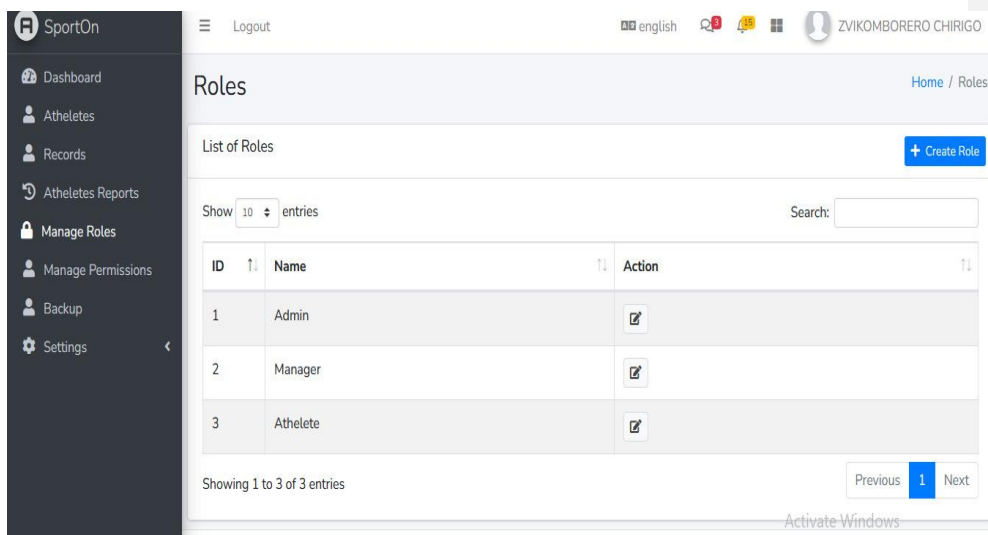 SportOn
Logout
english 3 15 ZVIKOMBORERO CHIRIGO
Dashboard
Atheletes
Records
Atheletes Reports
Manage Roles
Manage Permissions
Backup
Settings
Roles
Home / Roles
List of Roles
+ Create Role
Show 10 entries
Search:
ID Name Action
1 Admin
2 Manager
3 Athelete
Showing 1 to 3 of 3 entries
Previous 1 Next
Activate Windows